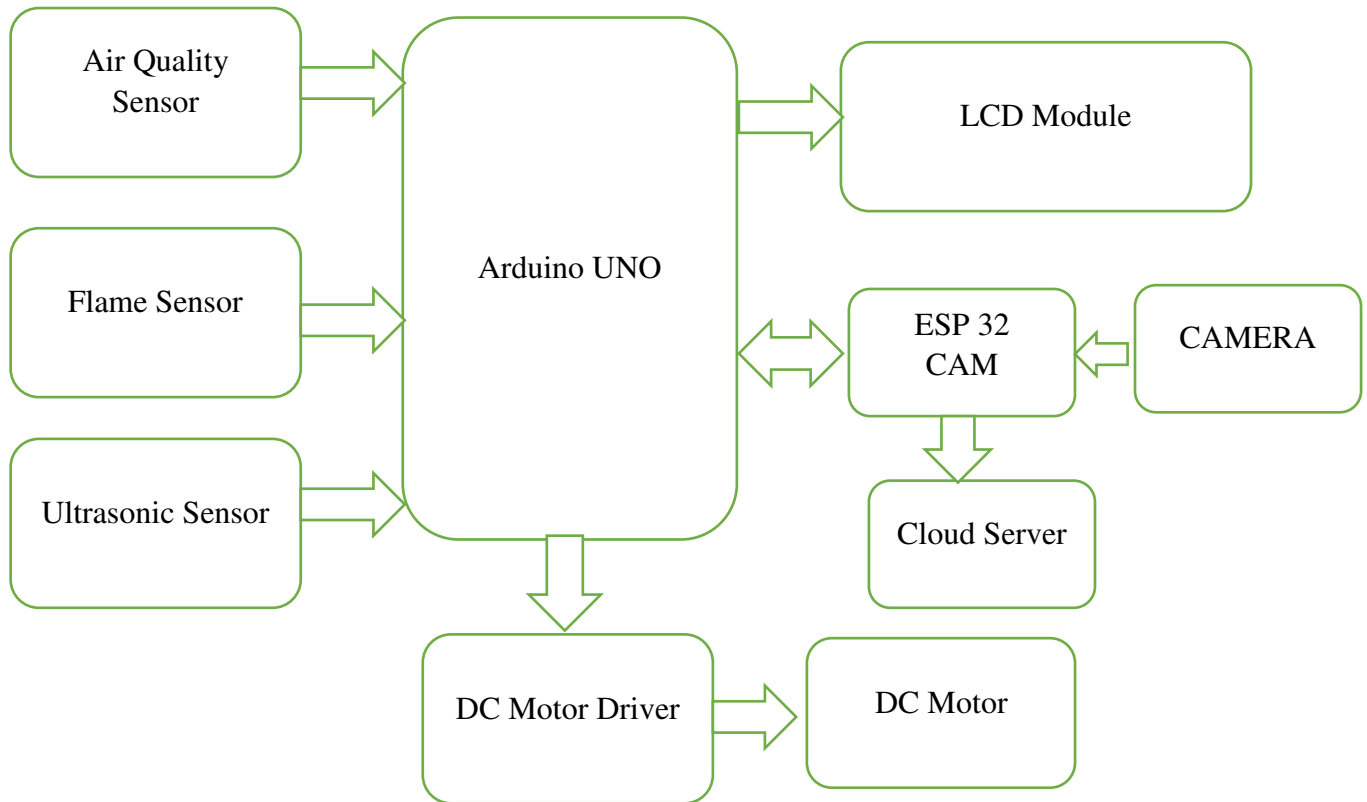 Air Quality
Sensor
LCD Module
Arduino UNO
Flame Sensor
ESP 32
CAM
CAMERA
Ultrasonic Sensor
Cloud Server
DC Motor Driver
DC Motor